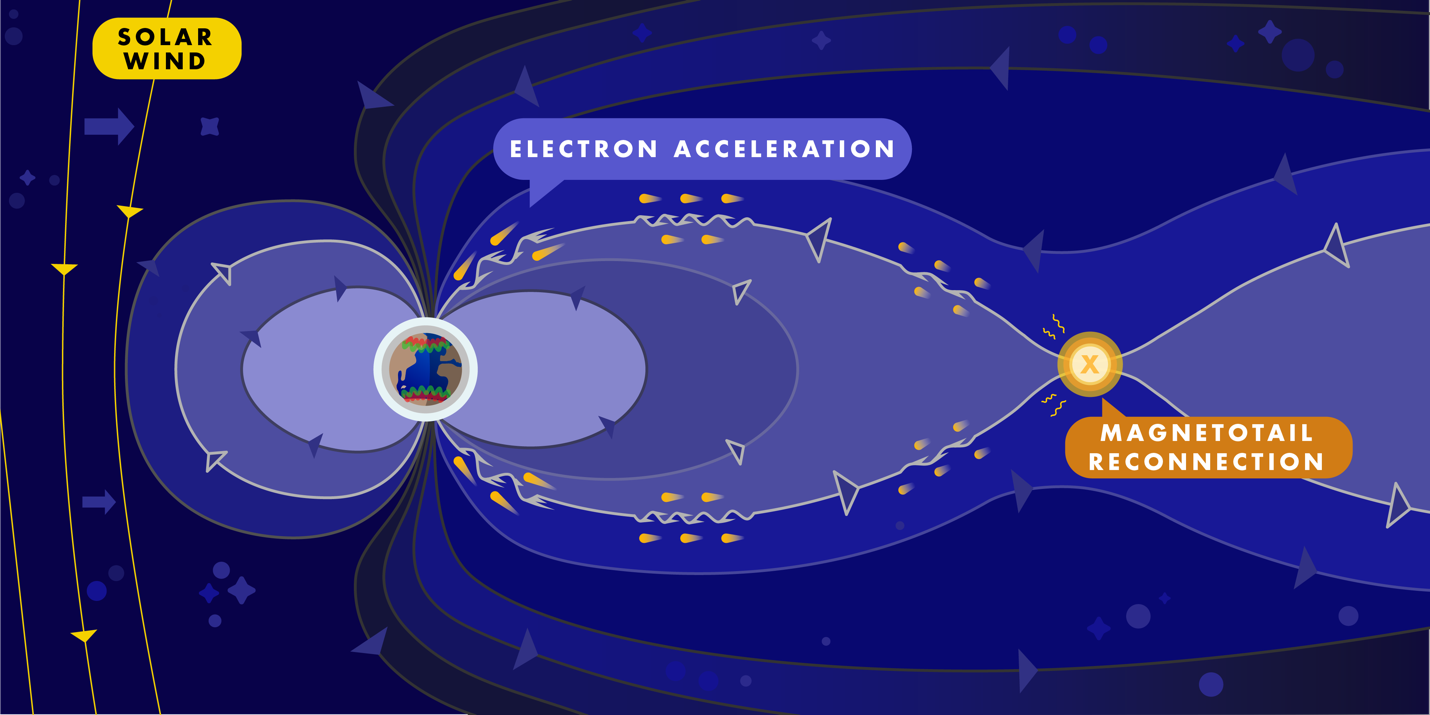 SOLAR
WIND
ELECTRON ACCELERATION
X
MAGNETOTAIL
RECONNECTION